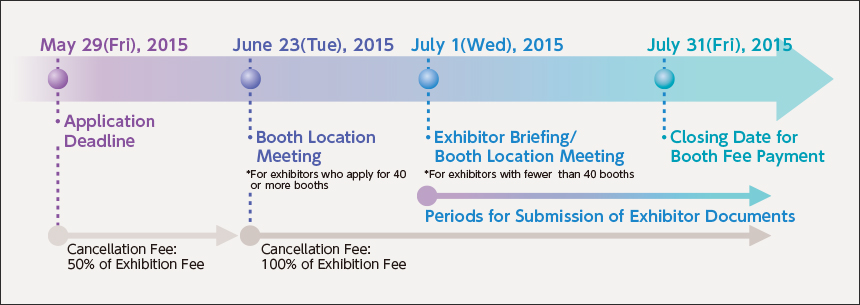 May 29(Fri), 2015
June 23(Tue), 2015
July 1(Wed), 2015
July 31(Fri), 2015
・Application
Deadline
・Booth Location
Meeting
*For exhibitors who apply for 40
or more booths
・Exhibitor Briefing/
Booth Location Meeting
*For exhibitors with fewer than 40 booths
・Closing Date for
Booth Fee Payment
Periods for Submission of Exhibitor Documents
Cancellation Fee:
50% of Exhibition Fee
Cancellation Fee:
100% of Exhibition Fee